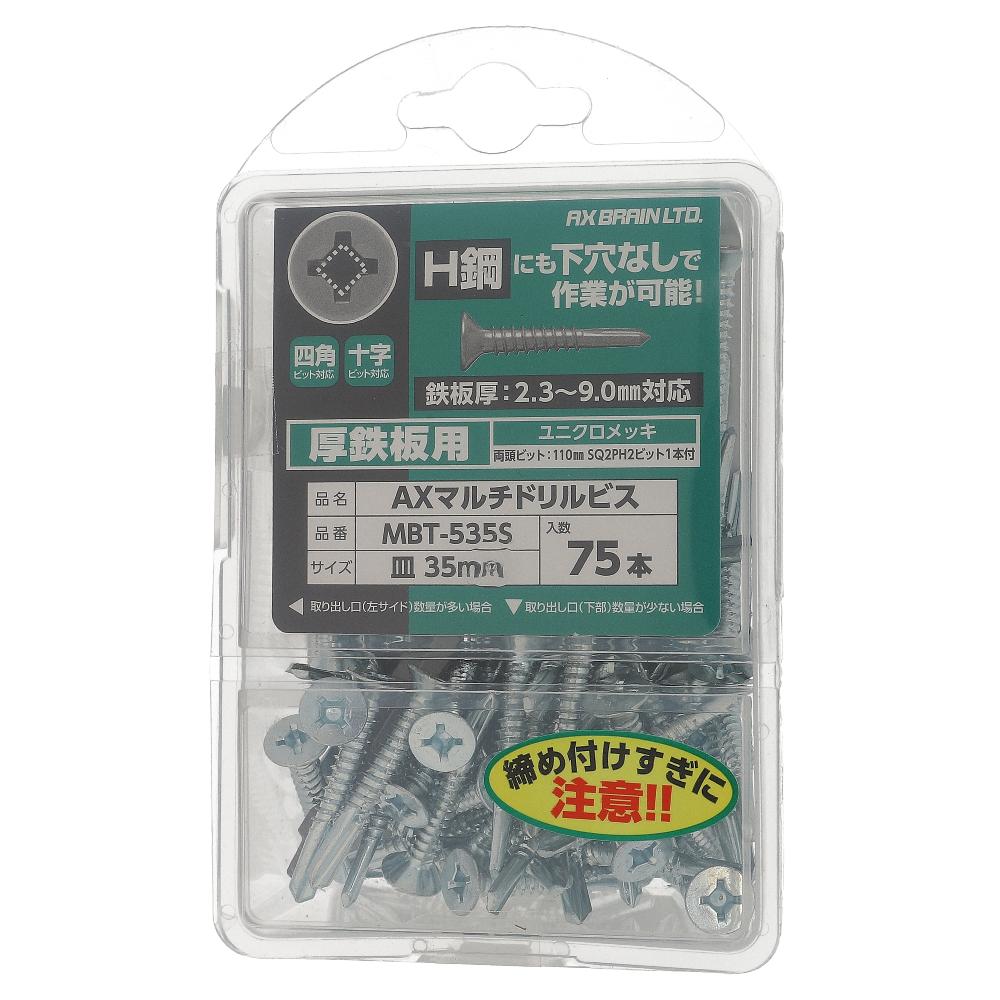 AX BRAIN LTD.
H鋼にも下穴なしで
作業が可能!
四角
ビット対応
十字
ビット対応
鉄板厚:2.3～9.0㎜対応
厚鉄板用
ユニクロメッキ
両頭ビット:110㎜ SQ2PH2ビット1本付
品名 AXマルチドリルビス
品番 MBT-535S
サイズ 皿 35mm
入数
75本
◀ 取り出し口(左サイド)数量が多い場合 ▼ 取り出し口(下部)数量が少ない場合
締め付けすぎに
注意!!